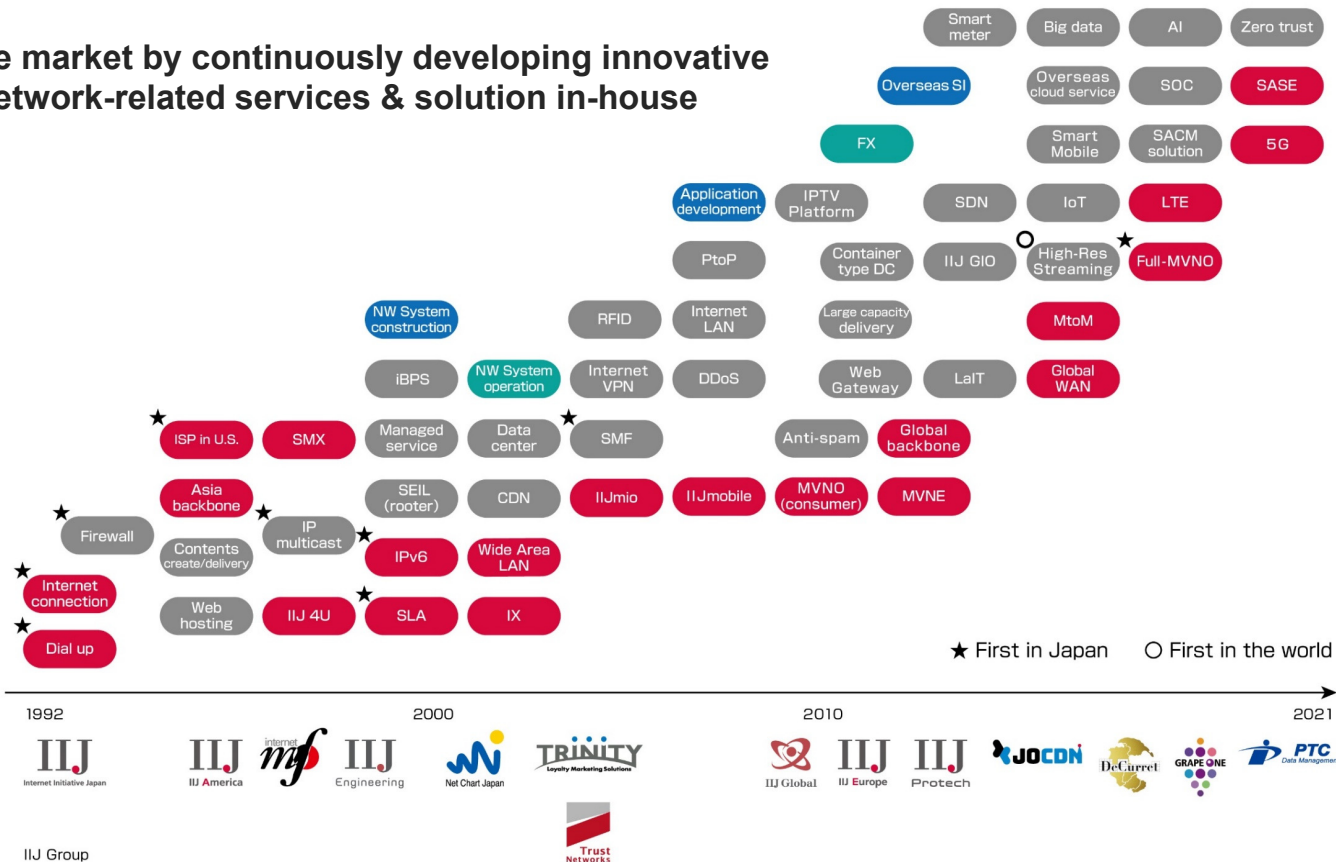 e market by continuously developing innovative
etwork-related services & solution in-house
Smart
meter
Big data
AI
Zero trust
Overseas SI
Overseas
cloud service
SOC
SASE
FX
Smart
Mobile
SACM
solution
5G
Application
development
IPTV
Platform
SDN
IoT
LTE
PtoP
Container
type DC
IIJ GIO
High-Res
Streaming
Full-MVNO
NW System
construction
RFID
Internet
LAN
Large capacity
delivery
MtoM
iBPS
NW System
operation
Internet
VPN
DDoS
Web
Gateway
LaIT
Global
WAN
ISP in U.S.
SMX
Managed
service
Data
center
SMF
Anti-spam
Global
backbone
Asia
backbone
SEIL
(rooter)
CDN
IIJmio
IIJmobile
MVNO
(consumer)
MVNE
Firewall
Contents
create/delivery
IP
multicast
IPv6
Wide Area
LAN
Internet
connection
Web
hosting
IIJ 4U
SLA
IX
Dial up
★ First in Japan
○ First in the world
1992
2000
2010
2021
IIJ
Internet Initiative Japan
IIJ
IIJ America
internet
mfo
IIJ
Engineering
Net Chart Japan
TRINITY
Loyalty Marketing Solutions
IIJ Global
IIJ
IIJ Europe
IIJ
Protech
JOCDN
DeCurret
GRAPE ONE
PTC
Data Managemen
Trust
Networks
IIJ Group